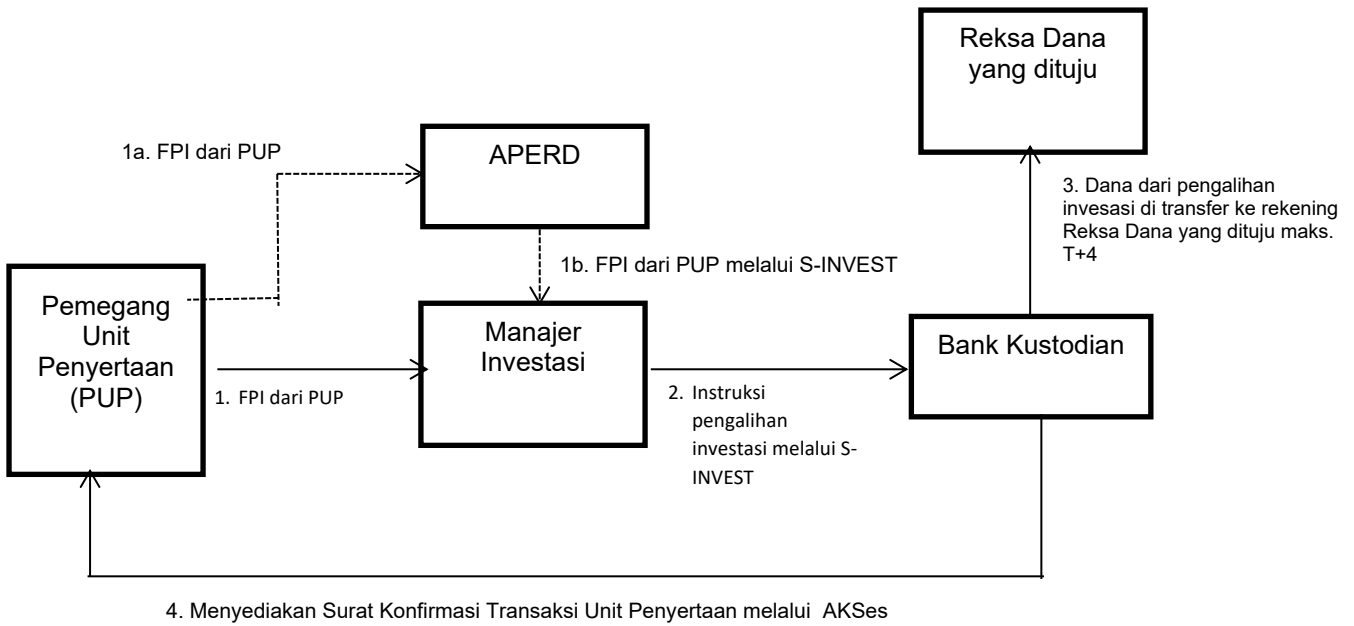 Reksa Dana
yang dituju
1a. FPI dari PUP
APERD
3. Dana dari pengalihan
invesasi di transfer ke rekening
Reksa Dana yang dituju maks.
T+4
1b. FPI dari PUP melalui S-INVEST
Pemegang
Unit
Penyertaan
(PUP)
Manajer
Investasi
Bank Kustodian
1. FPI dari PUP
2. Instruksi
pengalihan
investasi melalui S-
INVEST
4. Menyediakan Surat Konfirmasi Transaksi Unit Penyertaan melalui AKSes